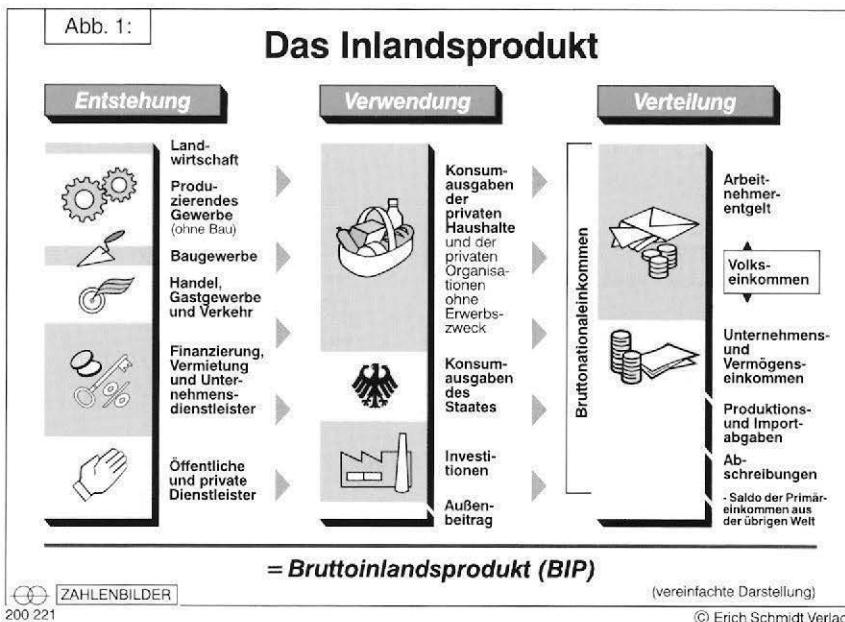 Abb. 1:
Das Inlandsprodukt
Entstehung
Land-
wirtschaft
Produ-
zierendes
Gewerbe
(ohne Bau)
Baugewerbe
Handel,
Gastgewerbe
und Verkehr
Finanzierung,
Vermietung
und Unter-
nehmens-
dienstleister
Öffentliche
und private
Dienstleister
Verwendung
Konsum-
ausgaben
der
privaten
Haushalte
und der
privaten
Organisa-
tionen
ohne
Erwerbs-
zweck
Konsum-
ausgaben
des
Staates
Investi-
tionen
Außen-
beitrag
Verteilung
Bruttonationaleinkommen
Arbeit-
nehmer-
entgelt
Volks-
einkommen
Unternehmens-
und
Vermögens-
einkommen
Produktions-
und Import-
abgaben
Ab-
schreibungen
- Saldo der Primär-
einkommen aus
der übrigen Welt
= Bruttoinlandsprodukt (BIP)
(vereinfachte Darstellung)
ZAHLENBILDER
200 221
© Erich Schmidt Verlag